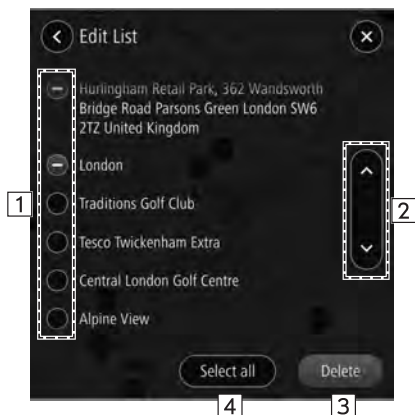 Edit List
Hurlingham Retail Park, 362 Wandsworth
Bridge Road Parsons Green London SW6
2TZ United Kingdom
London
1
2
Traditions Golf Club
Tesco Twickenham Extra
Central London Golf Centre
Alpine View
Select all
Delete
4
3